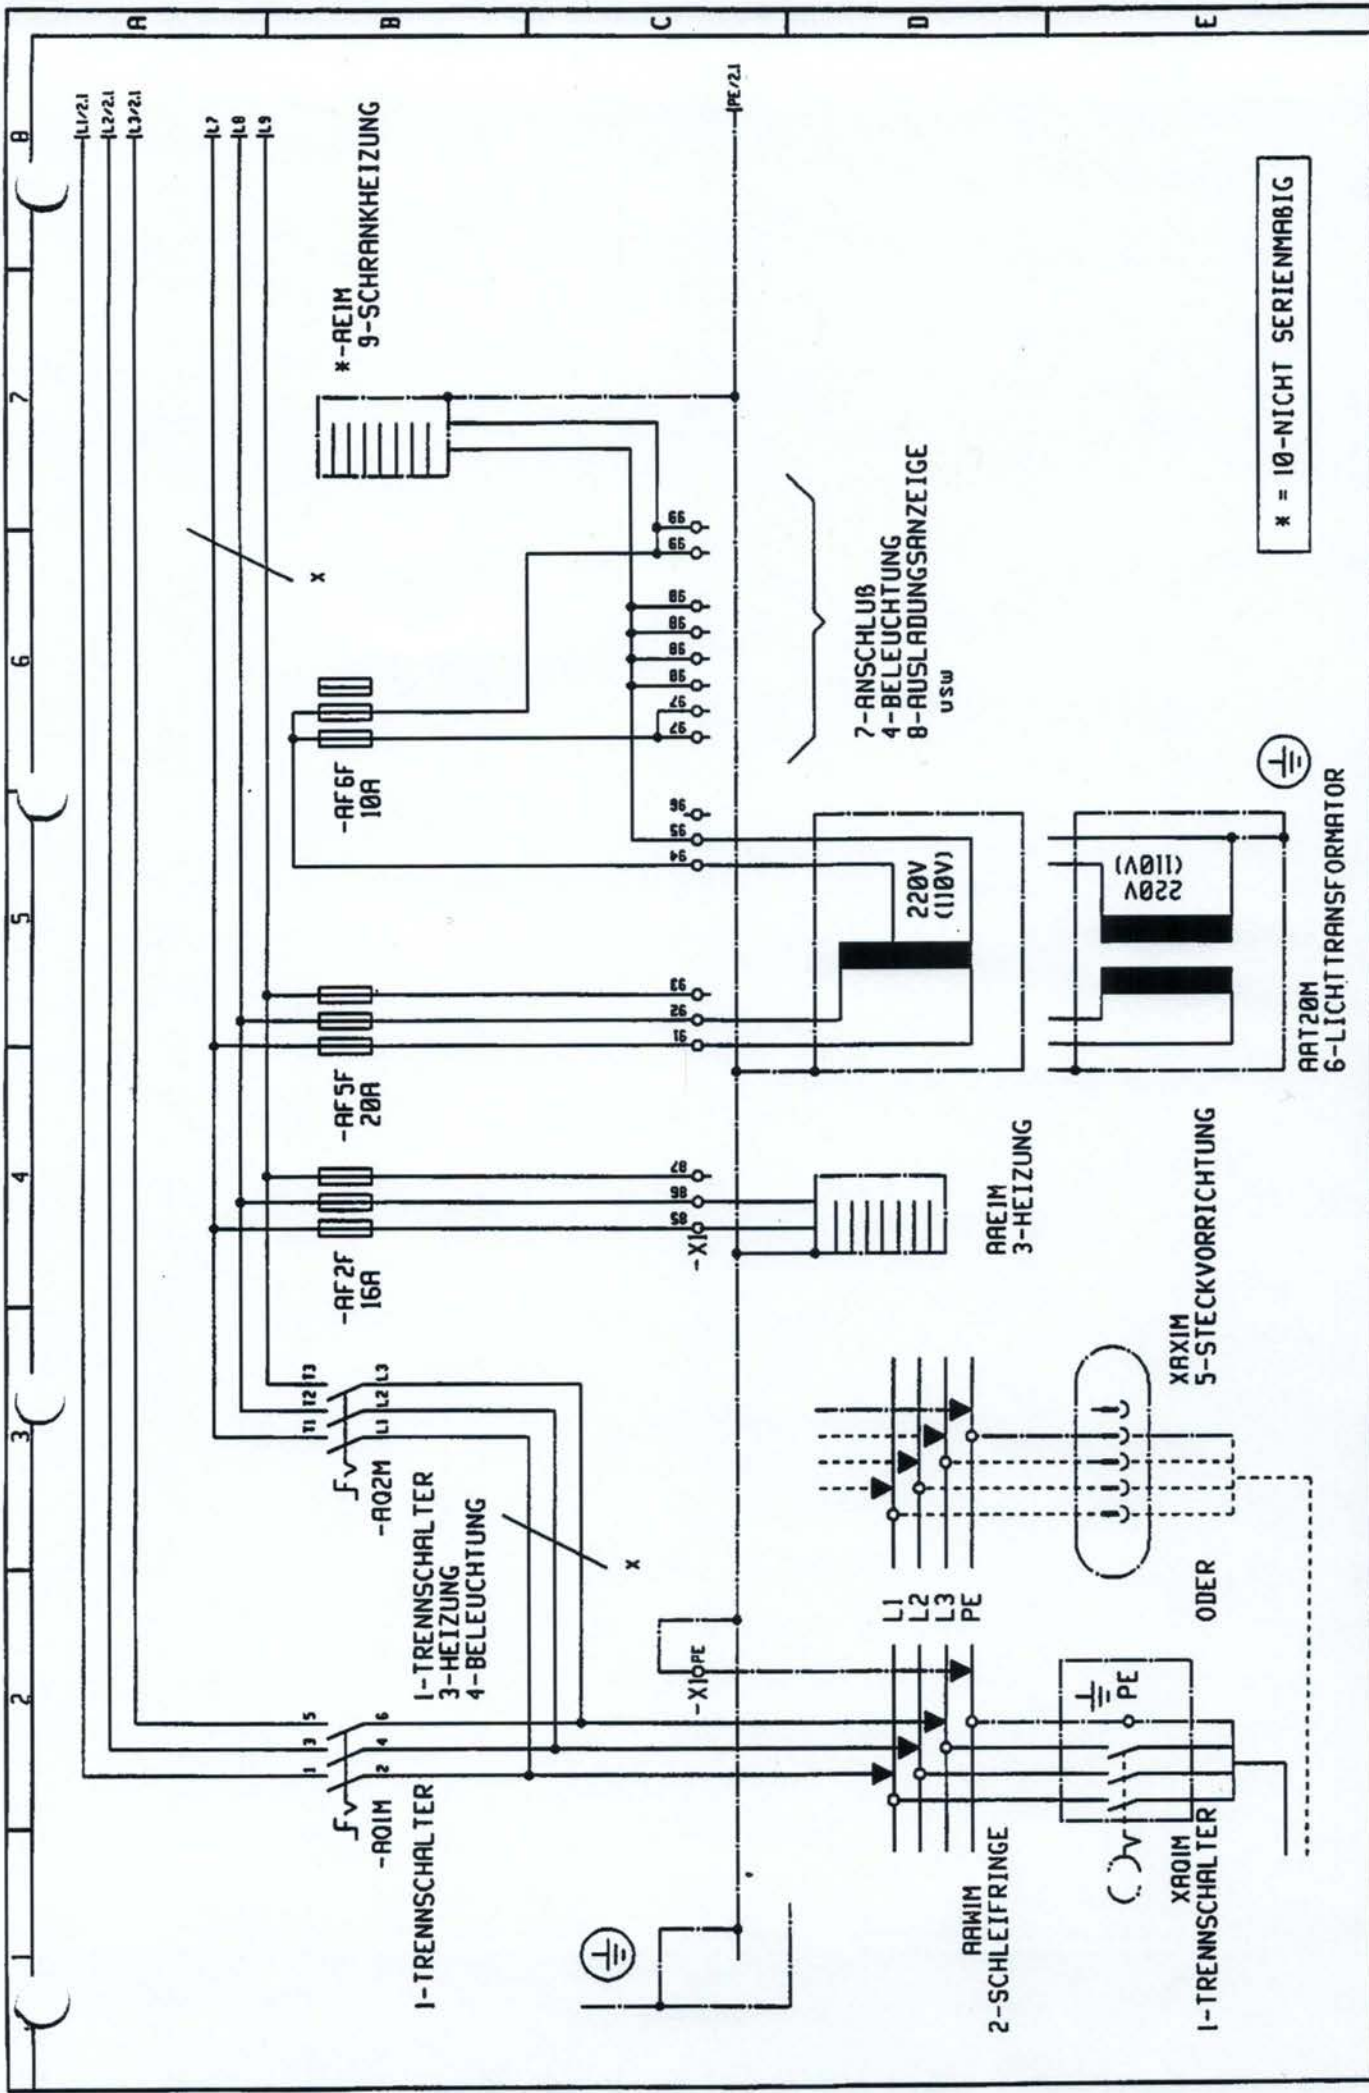 1
2
3
4
5
6
7
8
A
B
C
D
E
L1/2.1
L2/2.1
L3/2.1
L7
L8
L9
PE/2.1
1 3 5
2 4 6
-AQ1M
1-TRENNSCHALTER
T1 T2 T3
L1 L2 L3
-AQ2M
1-TRENNSCHALTER
3-HEIZUNG
4-BELEUCHTUNG
x
-AF2F
16A
-AF5F
20A
-AF6F
10A
x
*-AE1M
9-SCHRANKHEIZUNG
-X1 PE
-X1 85 86 87
91 92 93
94 95 96
97 97 98 98 98 98 99 99
7-ANSCHLUß
4-BELEUCHTUNG
8-AUSLADUNGSANZEIGE
usw
AAW1M
2-SCHLEIFRINGE
L1
L2
L3
PE
PE
XAQ1M
1-TRENNSCHALTER
ODER
XAX1M
5-STECKVORRICHTUNG
AAE1M
3-HEIZUNG
220V
(110V)
220V
(110V)
AAT20M
6-LICHTTRANSFORMATOR
* = 10-NICHT SERIENMAßIG